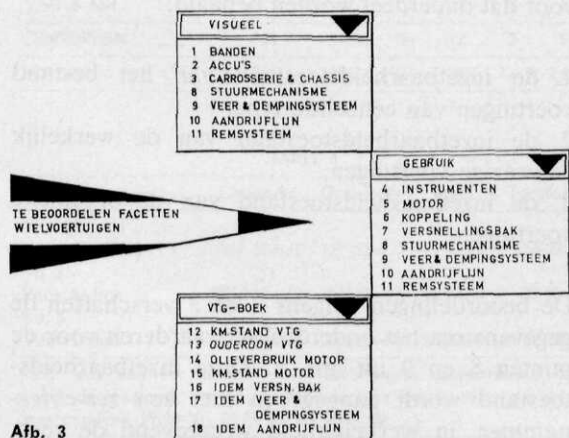 VISUEEL
1 BANDEN
2 ACCU'S
3 CARROSSERIE & CHASSIS
8 STUURMECHANISME
9 VEER & DEMPINGSYSTEEM
10 AANDRIJFLIJN
11 REMSYSTEEM
GEBRUIK
4 INSTRUMENTEN
5 MOTOR
6 KOPPELING
7 VERSNELLINGSBAK
8 STUURMECHANISME
9 VEER & DEMPINGSYSTEEM
10 AANDRIJFLIJN
11 REMSYSTEEM
TE BEOORDELEN FACETTEN
WIELVOERTUIGEN
VTG-BOEK
12 KM.STAND VTG
13 OUDERDOM VTG
14 OLIEVERBRUIK MOTOR
15 KM.STAND MOTOR
16 IDEM VERSN. BAK
17 IDEM VEER &
DEMPINGSYSTEEM
18 IDEM AANDRIJFLIJN
Afb. 3